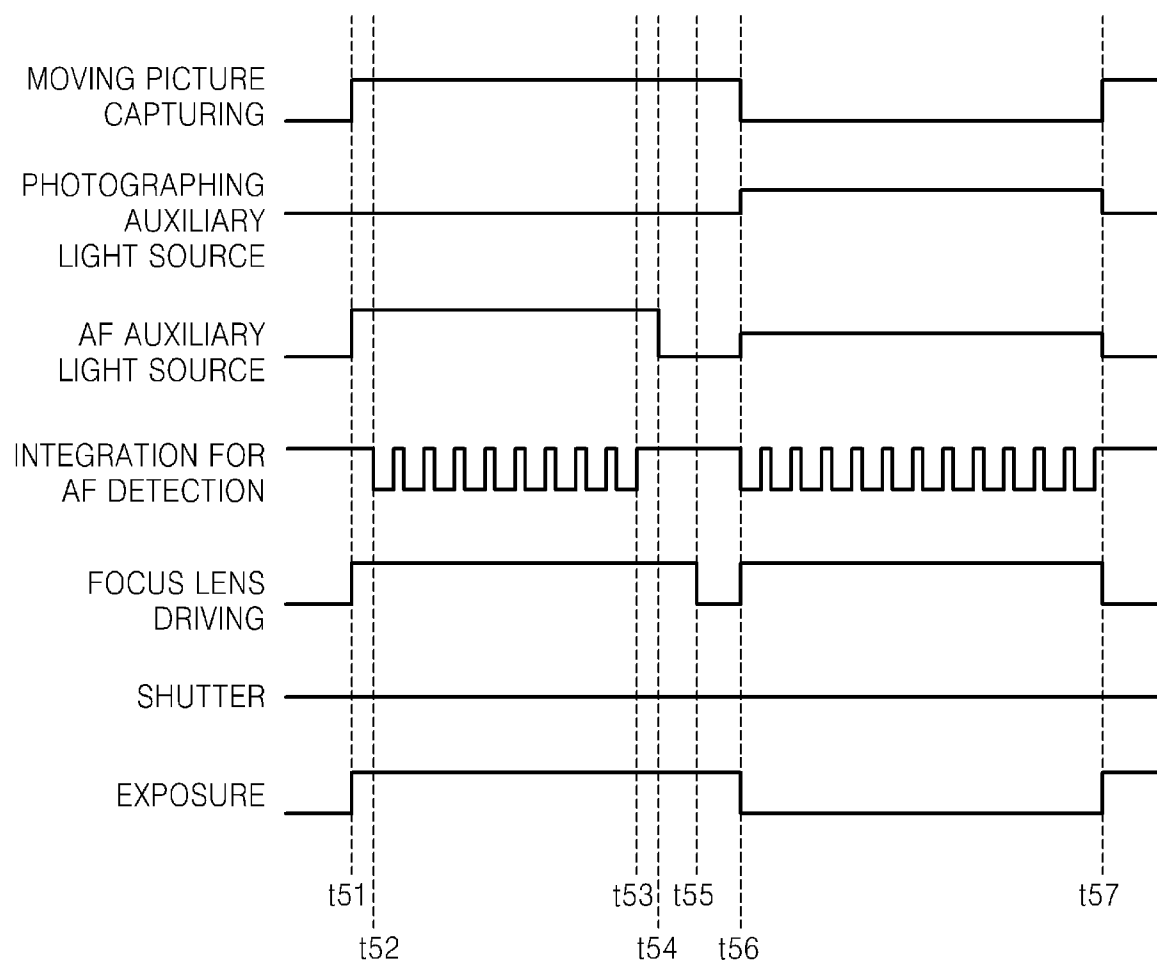 MOVING PICTURE
CAPTURING
PHOTOGRAPHING
AUXILIARY
LIGHT SOURCE
AF AUXILIARY
LIGHT SOURCE
INTEGRATION FOR
AF DETECTION
FOCUS LENS
DRIVING
SHUTTER
EXPOSURE
t51 t53 t55 t57
t52 t54 t56